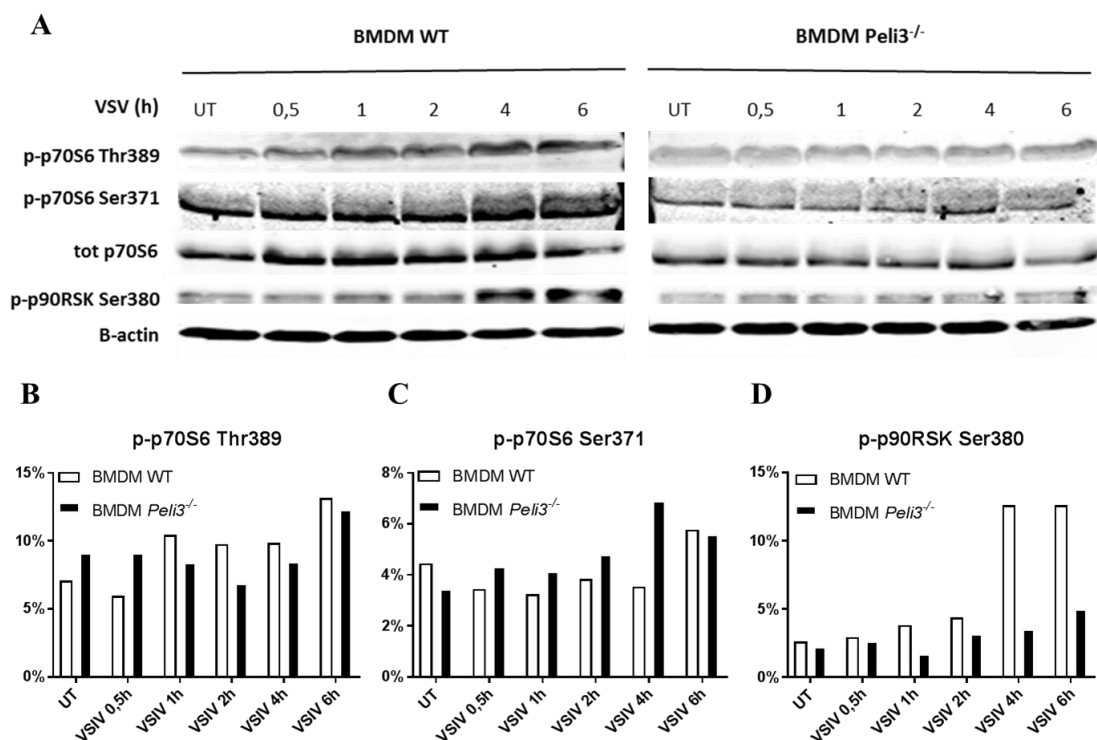 A
BMDM WT BMDM Peli3-/-
VSV (h) UT 0,5 1 2 4 6 UT 0,5 1 2 4 6
p-p70S6 Thr389
p-p70S6 Ser371
tot p70S6
p-p90RSK Ser380
B-actin
B
p-p70S6 Thr389
15%
10%
5%
0%
BMDM WT
BMDM Peli3-/-
UT VSIV 0,5h VSIV 1h VSIV 2h VSIV 4h VSIV 6h
C
p-p70S6 Ser371
8%
6%
4%
2%
0%
BMDM WT
BMDM Peli3-/-
UT VSIV 0,5h VSIV 1h VSIV 2h VSIV 4h VSIV 6h
D
p-p90RSK Ser380
15%
10%
5%
0%
BMDM WT
BMDM Peli3-/-
UT VSIV 0,5h VSIV 1h VSIV 2h VSIV 4h VSIV 6h